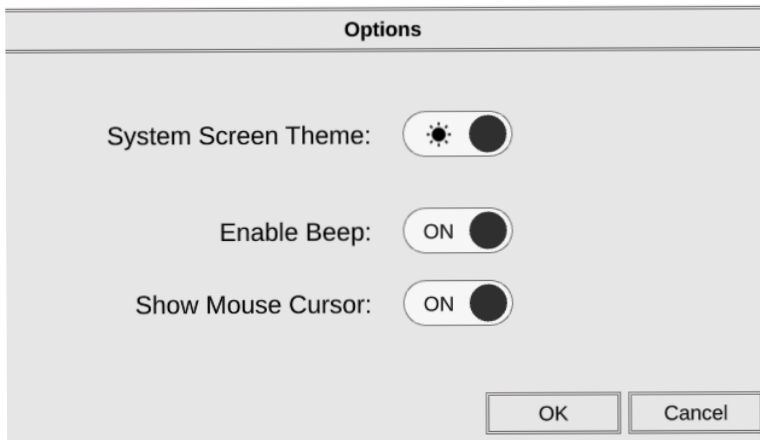 Options
System Screen Theme:
Enable Beep: ON
Show Mouse Cursor: ON
OK Cancel